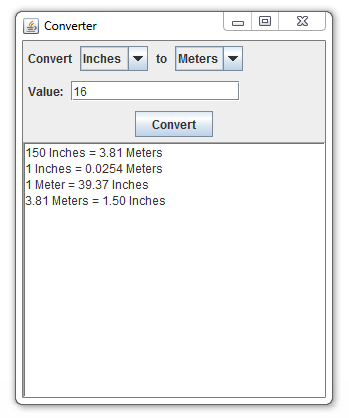 Converter
Convert Inches to Meters
Value: 16
Convert
150 Inches = 3.81 Meters
1 Inches = 0.0254 Meters
1 Meter = 39.37 Inches
3.81 Meters = 1.50 Inches